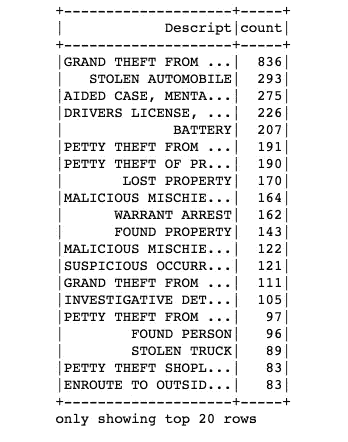 +--------------------+-----+
|            Descript|count|
+--------------------+-----+
|GRAND THEFT FROM ...|  836|
|   STOLEN AUTOMOBILE|  293|
|AIDED CASE, MENTA...|  275|
|DRIVERS LICENSE, ...|  226|
|             BATTERY|  207|
|PETTY THEFT FROM ...|  191|
|PETTY THEFT OF PR...|  190|
|       LOST PROPERTY|  170|
|MALICIOUS MISCHIE...|  164|
|      WARRANT ARREST|  162|
|      FOUND PROPERTY|  143|
|MALICIOUS MISCHIE...|  122|
|SUSPICIOUS OCCURR...|  121|
|GRAND THEFT FROM ...|  111|
|INVESTIGATIVE DET...|  105|
|PETTY THEFT FROM ...|   97|
|        FOUND PERSON|   96|
|        STOLEN TRUCK|   89|
|PETTY THEFT SHOPL...|   83|
|ENROUTE TO OUTSID...|   83|
+--------------------+-----+
only showing top 20 rows